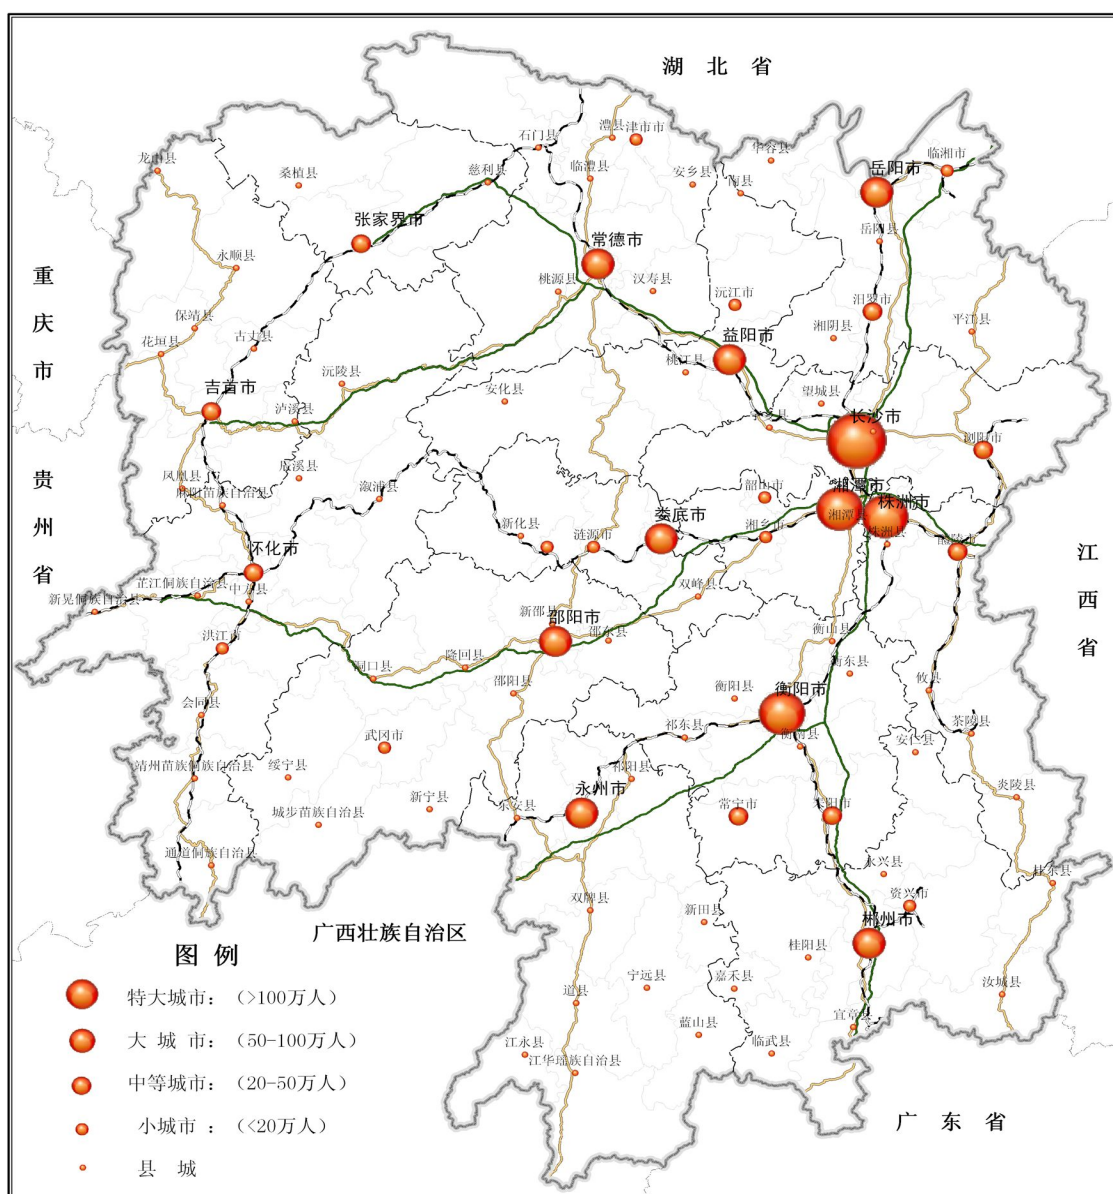 湖 北 省
石门县
澧县
津市市
华容县
龙山县
桑植县
慈利县
临澧县
安乡县
南县
岳阳市
临湘市
张家界市
常德市
岳阳县
永顺县
桃源县
汉寿县
沅江市
汨罗市
重庆市
保靖县
花垣县
古丈县
益阳市
湘阴县
平江县
吉首市
沅陵县
安化县
桃江县
望城县
泸溪县
宁乡县
长沙市
浏阳市
贵州省
凤凰县
麻阳苗族自治县
辰溪县
溆浦县
韶山市
湘潭市
株洲市
湘潭
新化县
涟源市
娄底市
湘乡市
株洲县
醴陵市
江西省
怀化市
芷江侗族自治县
中方县
新晃侗族自治县
双峰县
新邵县
邵阳市
邵东县
洪江市
衡山县
洞口县
隆回县
衡东县
会同县
邵阳县
衡阳县
衡阳市
攸县
茶陵县
武冈市
祁东县
衡南县
安仁县
靖州苗族侗族自治县
绥宁县
祁阳县
炎陵县
城步苗族自治县
新宁县
东安县
永州市
常宁市
耒阳市
通道侗族自治县
永兴县
桂东县
双牌县
新田县
资兴市
郴州市
广西壮族自治区
桂阳县
宁远县
嘉禾县
道县
汝城县
蓝山县
宜章县
江永县
临武县
江华瑶族自治县
广 东 省
图 例
特大城市：（>100万人）
大 城 市：（50-100万人）
中等城市：（20-50万人）
小城市 ：（<20万人）
县 城